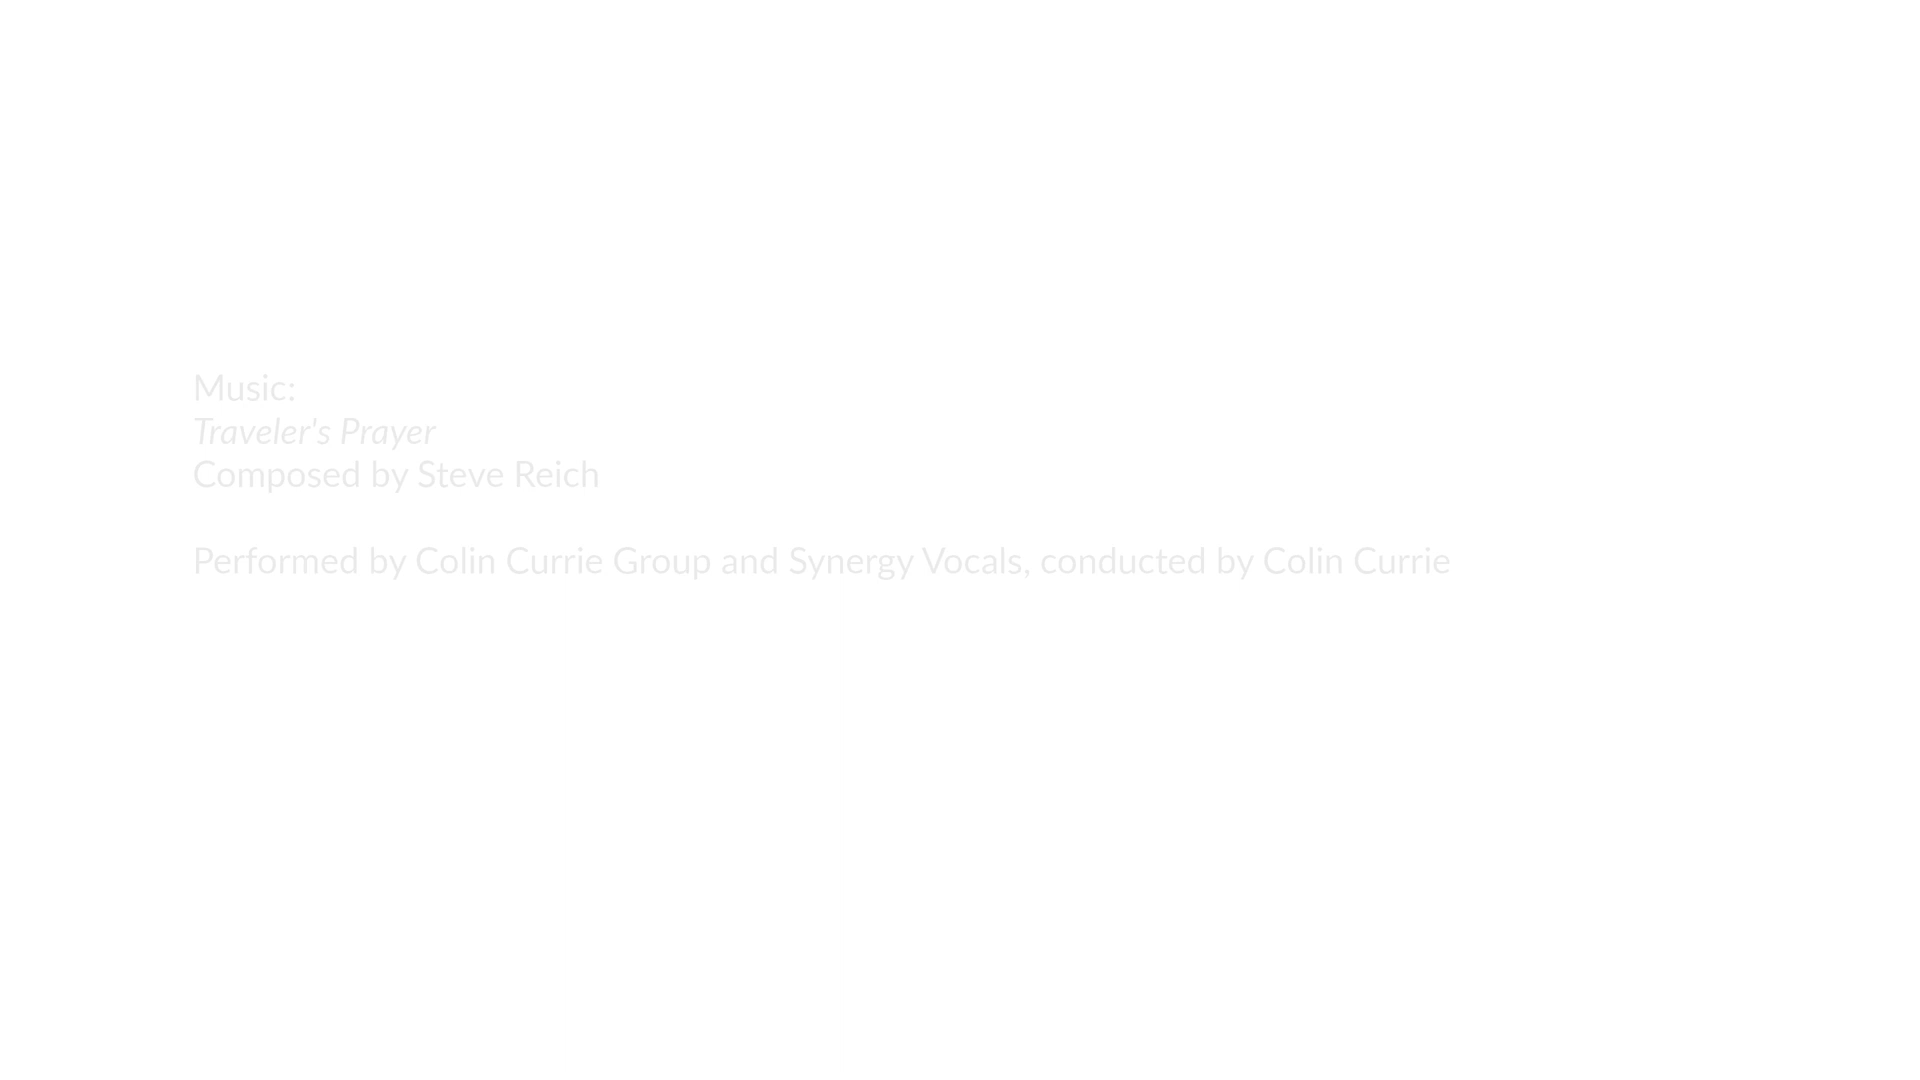 Music:
Traveler's Prayer
Composed by Steve Reich
Performed by Colin Currie Group and Synergy Vocals, conducted by Colin Currie